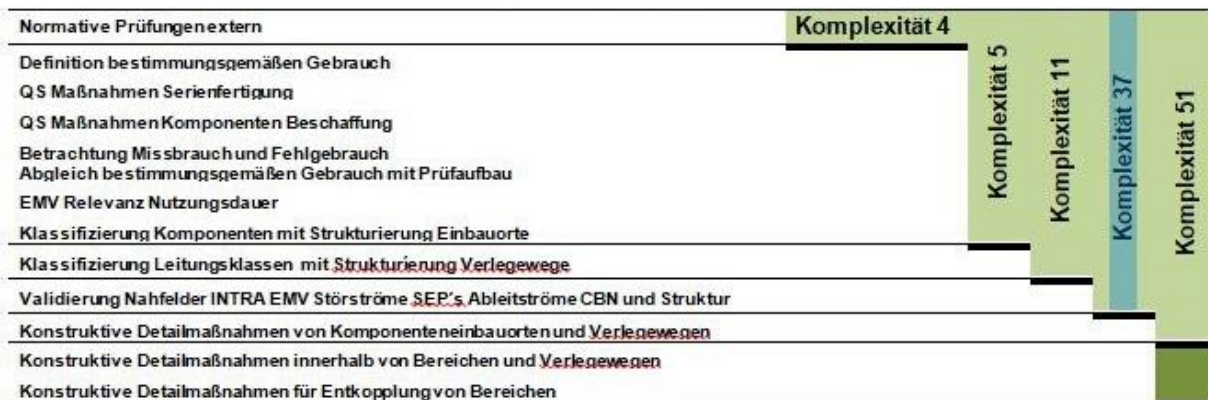 Normative Prüfungen extern
Komplexität 4
Definition bestimmungsgemäßen Gebrauch
QS Maßnahmen Serienfertigung
QS Maßnahmen Komponenten Beschaffung
Betrachtung Missbrauch und Fehlgebrauch
Abgleich bestimmungsgemäßen Gebrauch mit Prüfaufbau
EMV Relevanz Nutzungsdauer
Klassifizierung Komponenten mit Strukturierung Einbauorte
Klassifizierung Leitungsklassen mit Strukturierung Verlegewege
Validierung Nahfelder INTRA EMV Störströme SEP's Ableitströme CBN und Struktur
Konstruktive Detailmaßnahmen von Komponenteneinbauorten und Verlegewegen
Konstruktive Detailmaßnahmen innerhalb von Bereichen und Verlegewegen
Konstruktive Detailmaßnahmen für Entkopplung von Bereichen
Komplexität 5
Komplexität 11
Komplexität 37
Komplexität 51